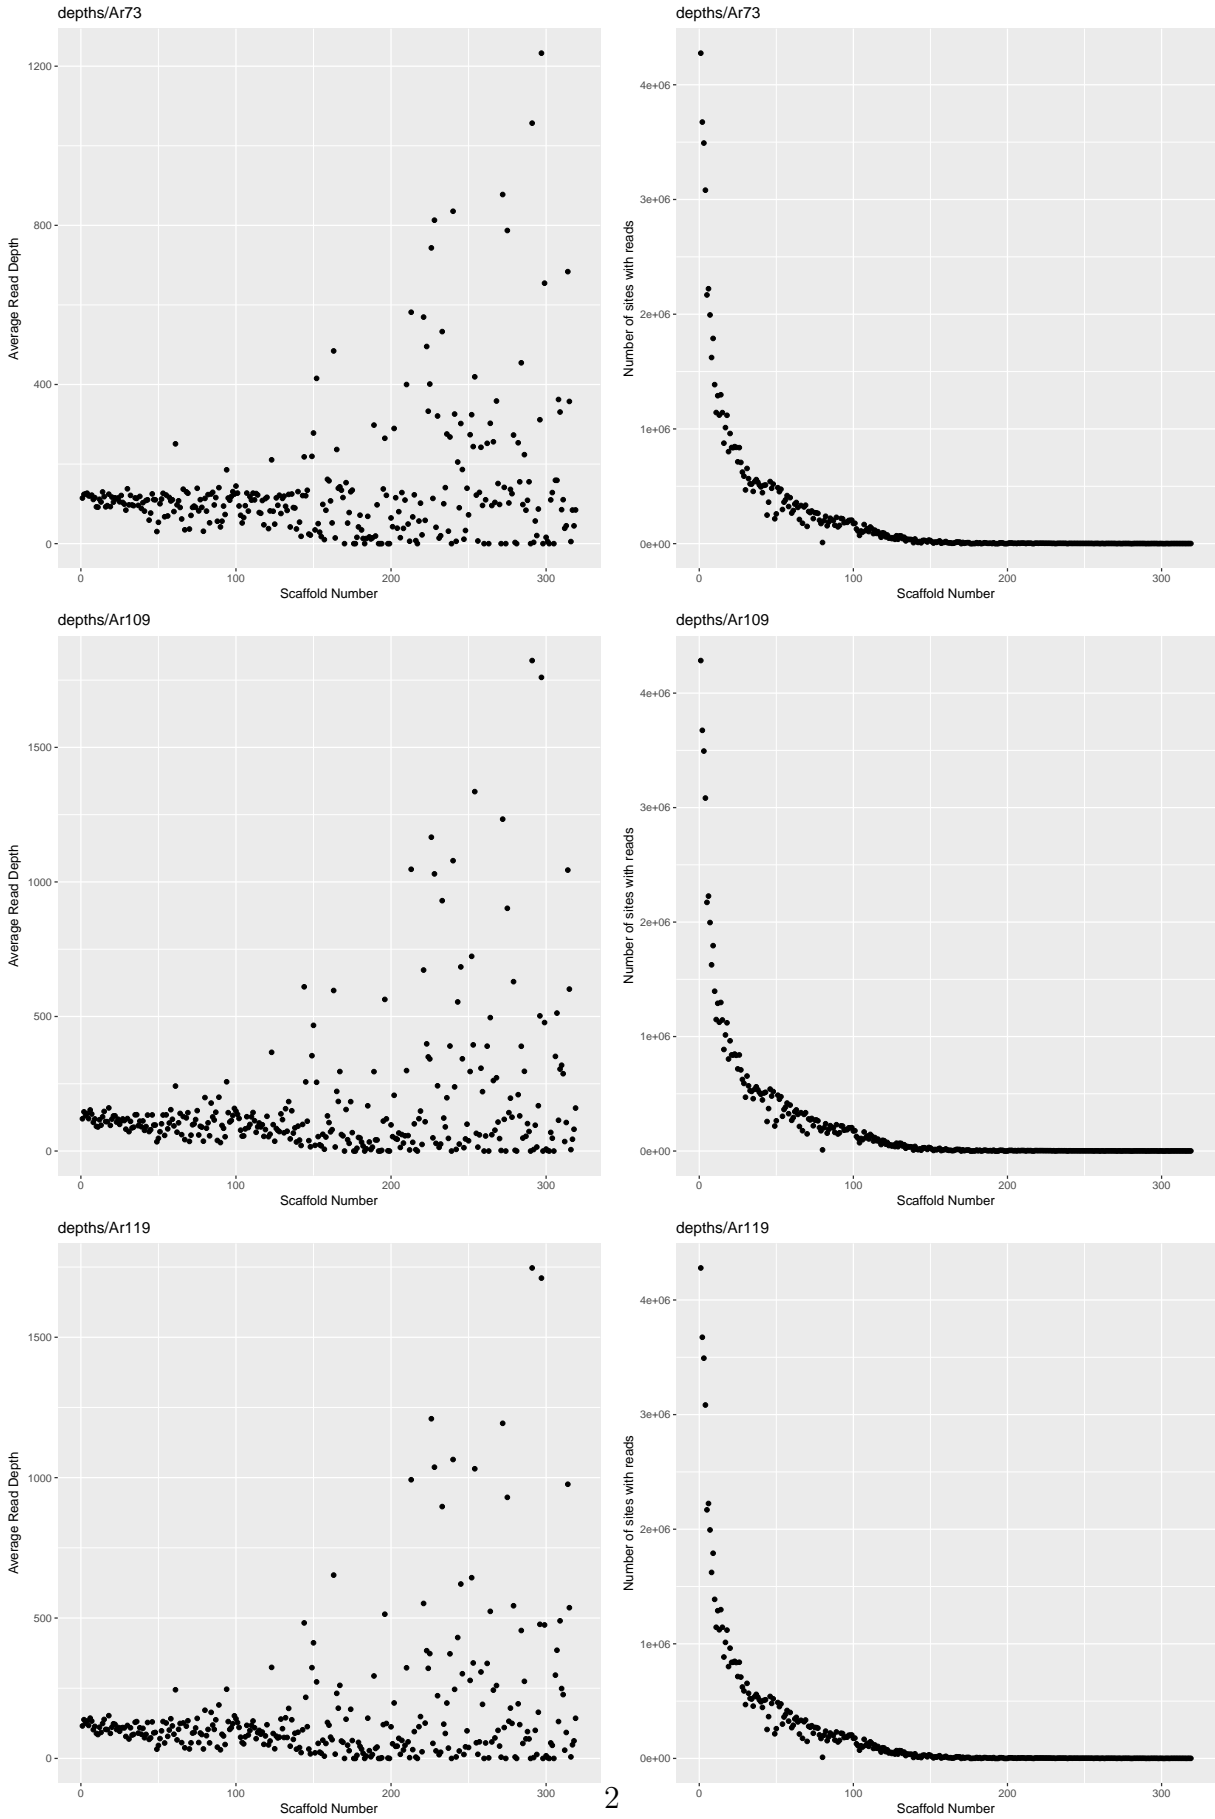 depths/Ar73
1200
800
400
0
Average Read Depth
0 100 200 300
Scaffold Number
depths/Ar73
4e+06
3e+06
2e+06
1e+06
0e+00
Number of sites with reads
0 100 200 300
Scaffold Number
depths/Ar109
1500
1000
500
0
Average Read Depth
0 100 200 300
Scaffold Number
depths/Ar109
4e+06
3e+06
2e+06
1e+06
0e+00
Number of sites with reads
0 100 200 300
Scaffold Number
depths/Ar119
1500
1000
500
0
Average Read Depth
0 100 200 300
Scaffold Number
depths/Ar119
4e+06
3e+06
2e+06
1e+06
0e+00
Number of sites with reads
0 100 200 300
Scaffold Number
2